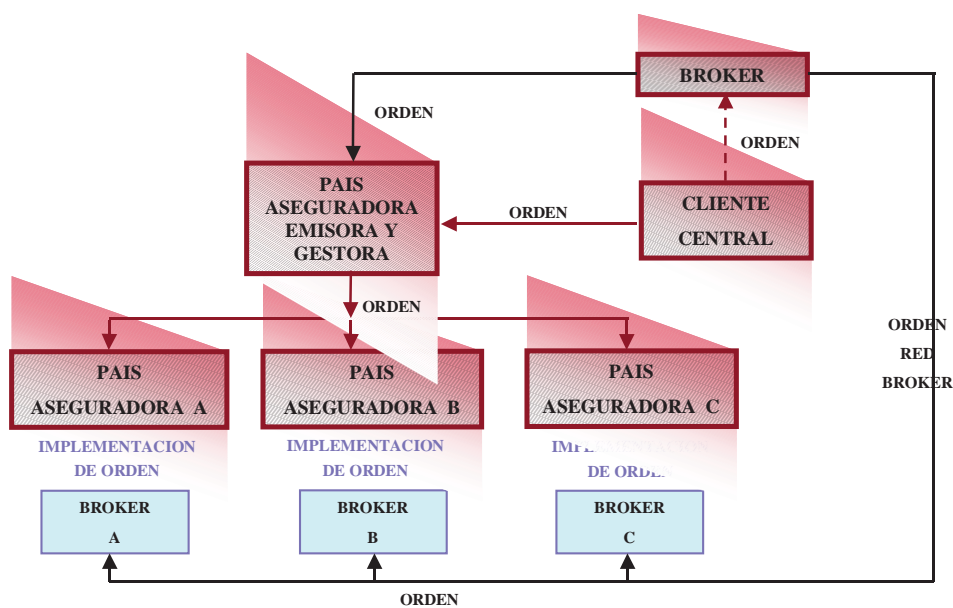 BROKER
ORDEN
ORDEN
PAIS
ASEGURADORA
EMISORA Y
GESTORA
ORDEN
CLIENTE
CENTRAL
ORDEN
ORDEN
RED
BROKER
PAIS
ASEGURADORA A
PAIS
ASEGURADORA B
PAIS
ASEGURADORA C
IMPLEMENTACION
DE ORDEN
IMPLEMENTACION
DE ORDEN
IMPLEMENTACION
DE ORDEN
BROKER
A
BROKER
B
BROKER
C
ORDEN